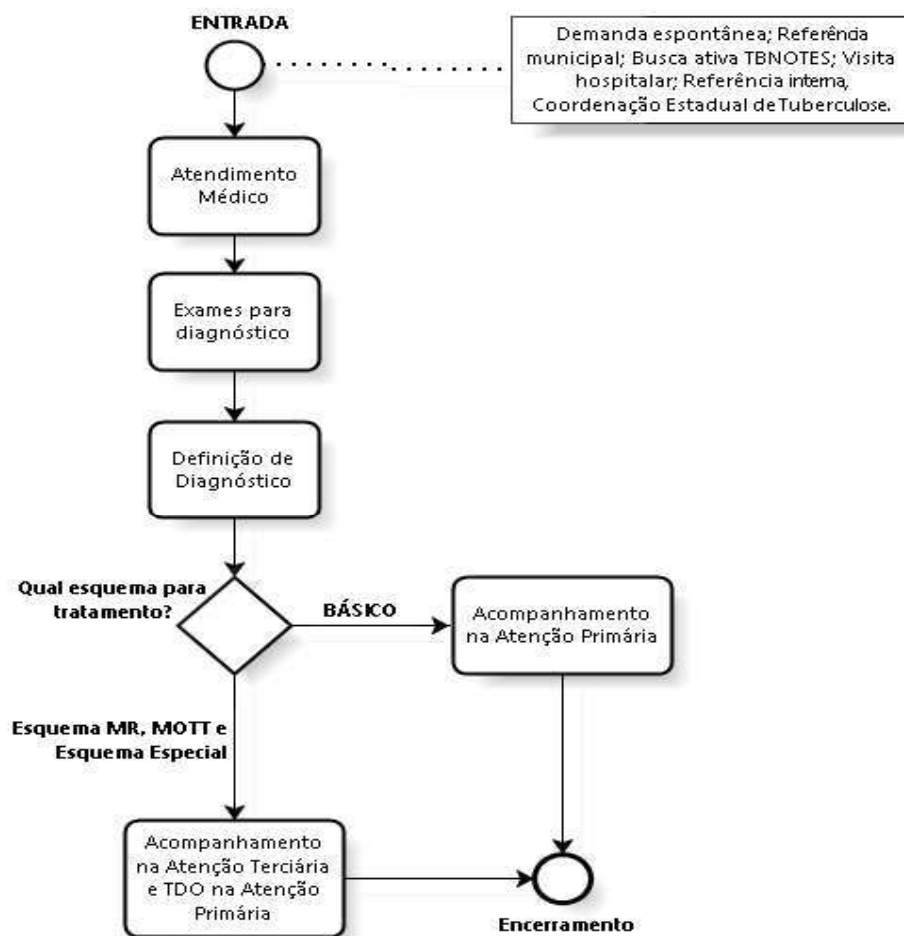 ENTRADA
Demanda espontânea; Referência
municipal; Busca ativa TBNOTES; Visita
hospitalar; Referência interna,
Coordenação Estadual de Tuberculose.
Atendimento
Médico
Exames para
diagnóstico
Definição de
Diagnóstico
Qual esquema para
tratamento?
BÁSICO
Acompanhamento
na Atenção Primária
Esquema MR, MOTT e
Esquema Especial
Acompanhamento
na Atenção Terciária
e TDO na Atenção
Primária
Encerramento